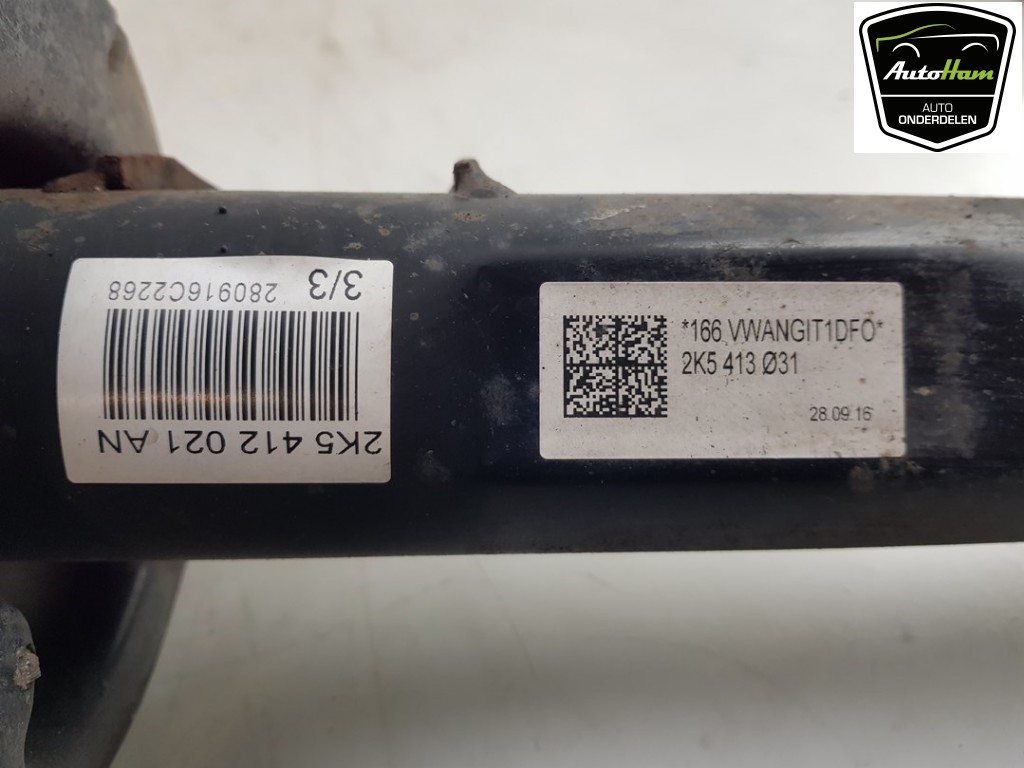 AutoHam
AUTO
ONDERDELEN
3/3
280916C2268
2K5 412 021 AN
*166 VWANGIT1DFO*
2K5 413 Ø31
28.09.16